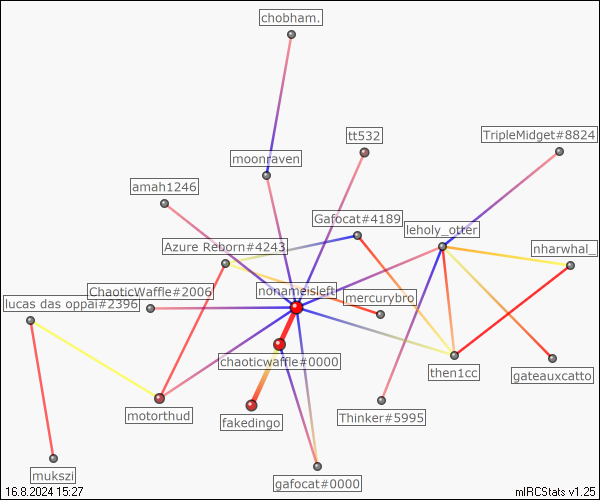 chobham.
tt532
TripleMidget#8824
moonraven
amah1246
Gafocat#4189
leholy_otter
Azure Reborn#4243
nharwhal_
ChaoticWaffle#2006
nonameisleft
mercurybro
lucas das oppai#2396
chaoticwaffle#0000
then1cc
gateauxcatto
motorthud
fakedingo
Thinker#5995
mukszi
gafocat#0000
16.8.2024 15:27
mIRCStats v1.25